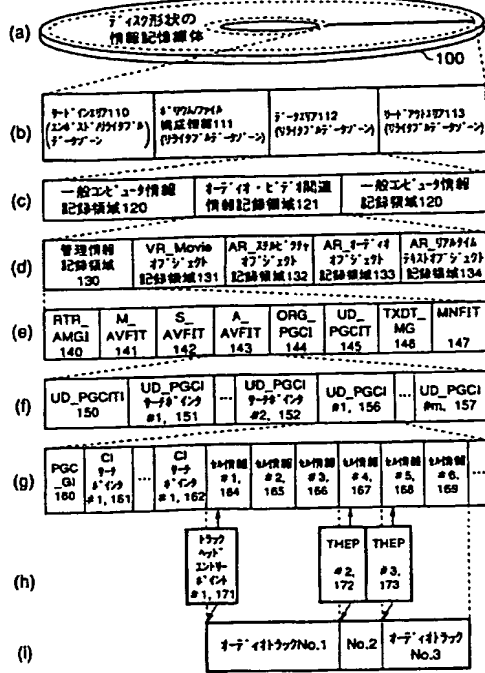 (a)
ディスク形状の
情報記憶媒体
100
(b)
リードインエリア110
(エンボスド/リライタブル
データゾーン)
ボリウム/ファイル
構成情報111
(リライタブルデータゾーン)
データエリア112
(リライタブルデータゾーン)
リードアウトエリア113
(リライタブルデータゾーン)
(c)
一般コンピュータ情報
記録領域120
オーディオ・ビデオ関連
情報記録領域121
一般コンピュータ情報
記録領域120
(d)
管理情報
記録領域
130
VR_Movie
オブジェクト
記録領域131
AR_スチルピクチャ
オブジェクト
記録領域132
AR_オーディオ
オブジェクト
記録領域133
AR_リアルタイム
テキストオブジェクト
記録領域134
(e)
RTR_
AMGI
140
M_
AVFIT
141
S_
AVFIT
142
A_
AVFIT
143
ORG_
PGCI
144
UD_
PGCIT
145
TXDT_
MG
146
MNFIT
147
(f)
UD_PGCITI
150
UD_PGCI
サーチポインタ
#1, 151
...
UD_PGCI
サーチポインタ
#2, 152
UD_PGCI
#1, 156
...
UD_PGCI
#m, 157
(g)
PGC
_GI
160
CI
サーチ
ポインタ
#1, 161
...
CI
サーチ
ポインタ
#1, 162
セル情報
#1,
164
セル情報
#2,
165
セル情報
#3,
166
セル情報
#4,
167
セル情報
#5,
168
セル情報
#6,
169
...
(h)
トラック
ヘッド
エントリー
ポイント
#1, 171
THEP
#2,
172
THEP
#3,
173
(i)
オーディオトラックNo.1
No.2
オーディオトラック
No.3